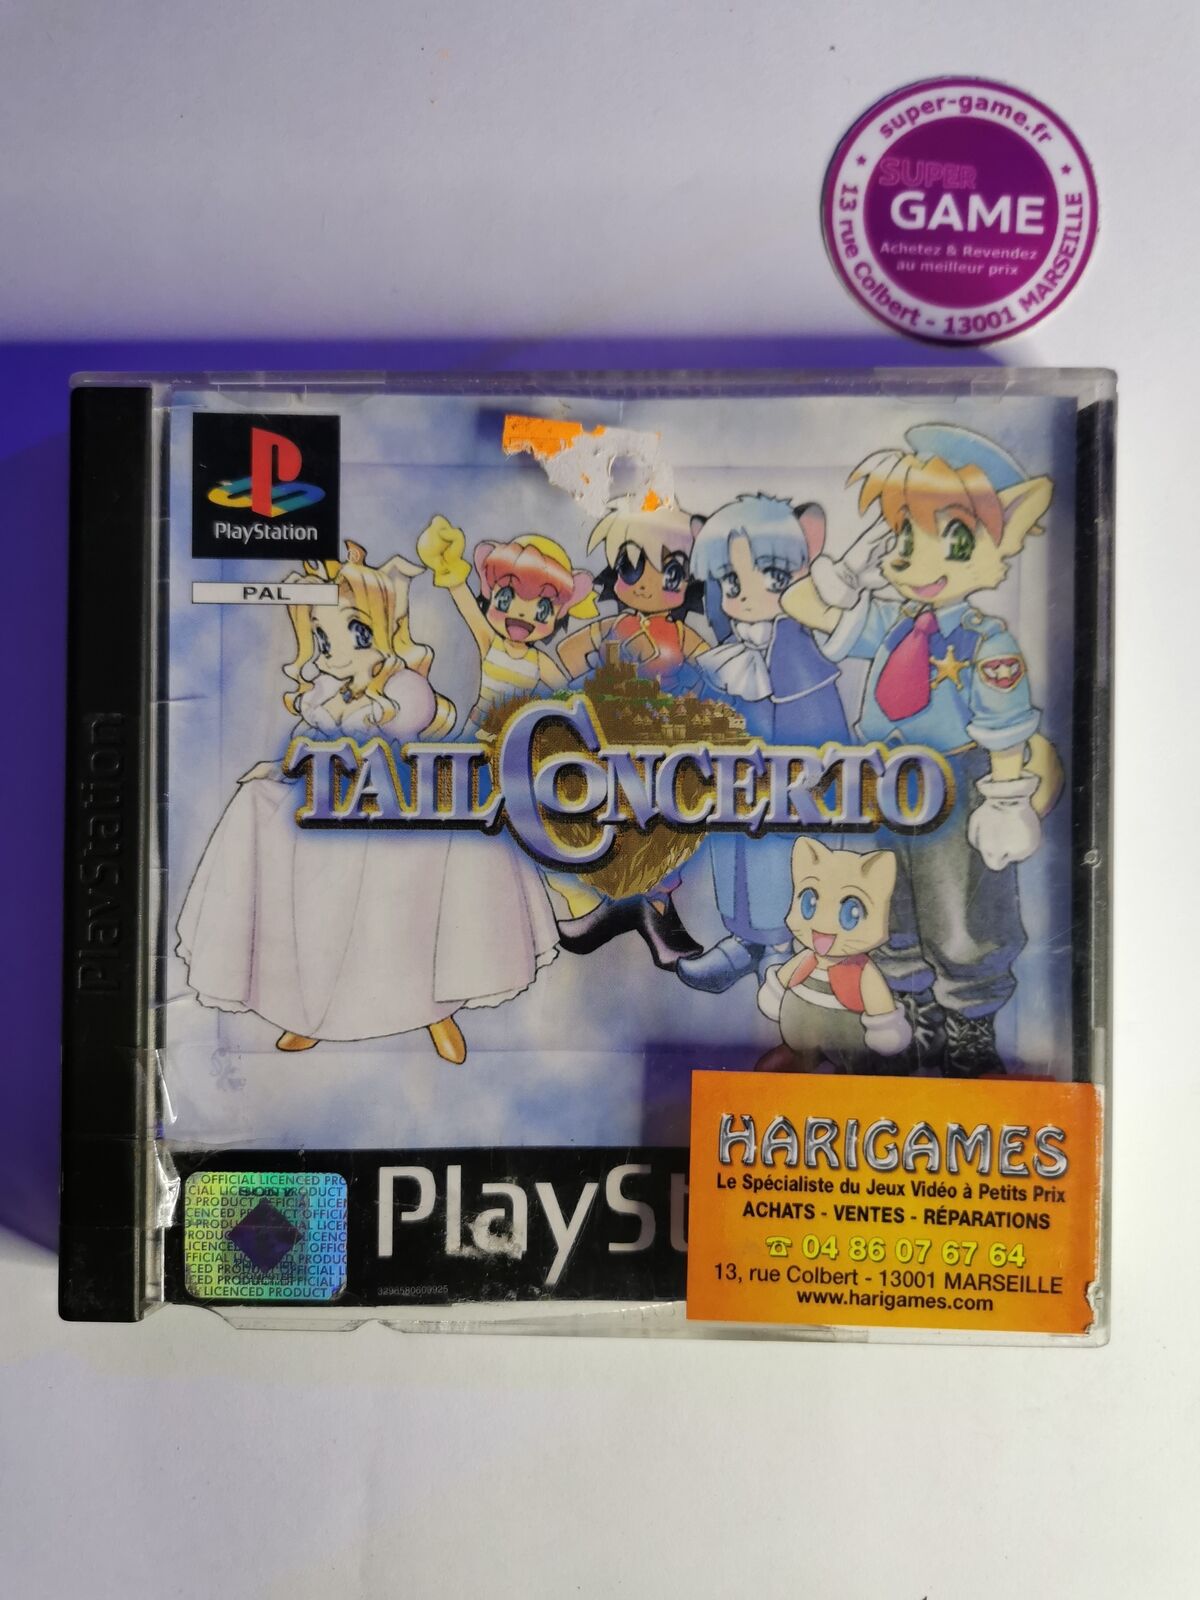 super-game.fr
SUPER
GAME
Achetez & Revendez
au meilleur prix
13 rue Colbert - 13001 MARSEILLE
PlayStation
PlayStation
PAL
TAIL CONCERTO
OFFICIAL LICENCED PRODUCT
SONY
PlaySt
3296580609925
HARIGAMES
Le Spécialiste du Jeux Vidéo à Petits Prix
ACHATS - VENTES - RÉPARATIONS
☎ 04 86 07 67 64
13, rue Colbert - 13001 MARSEILLE
www.harigames.com